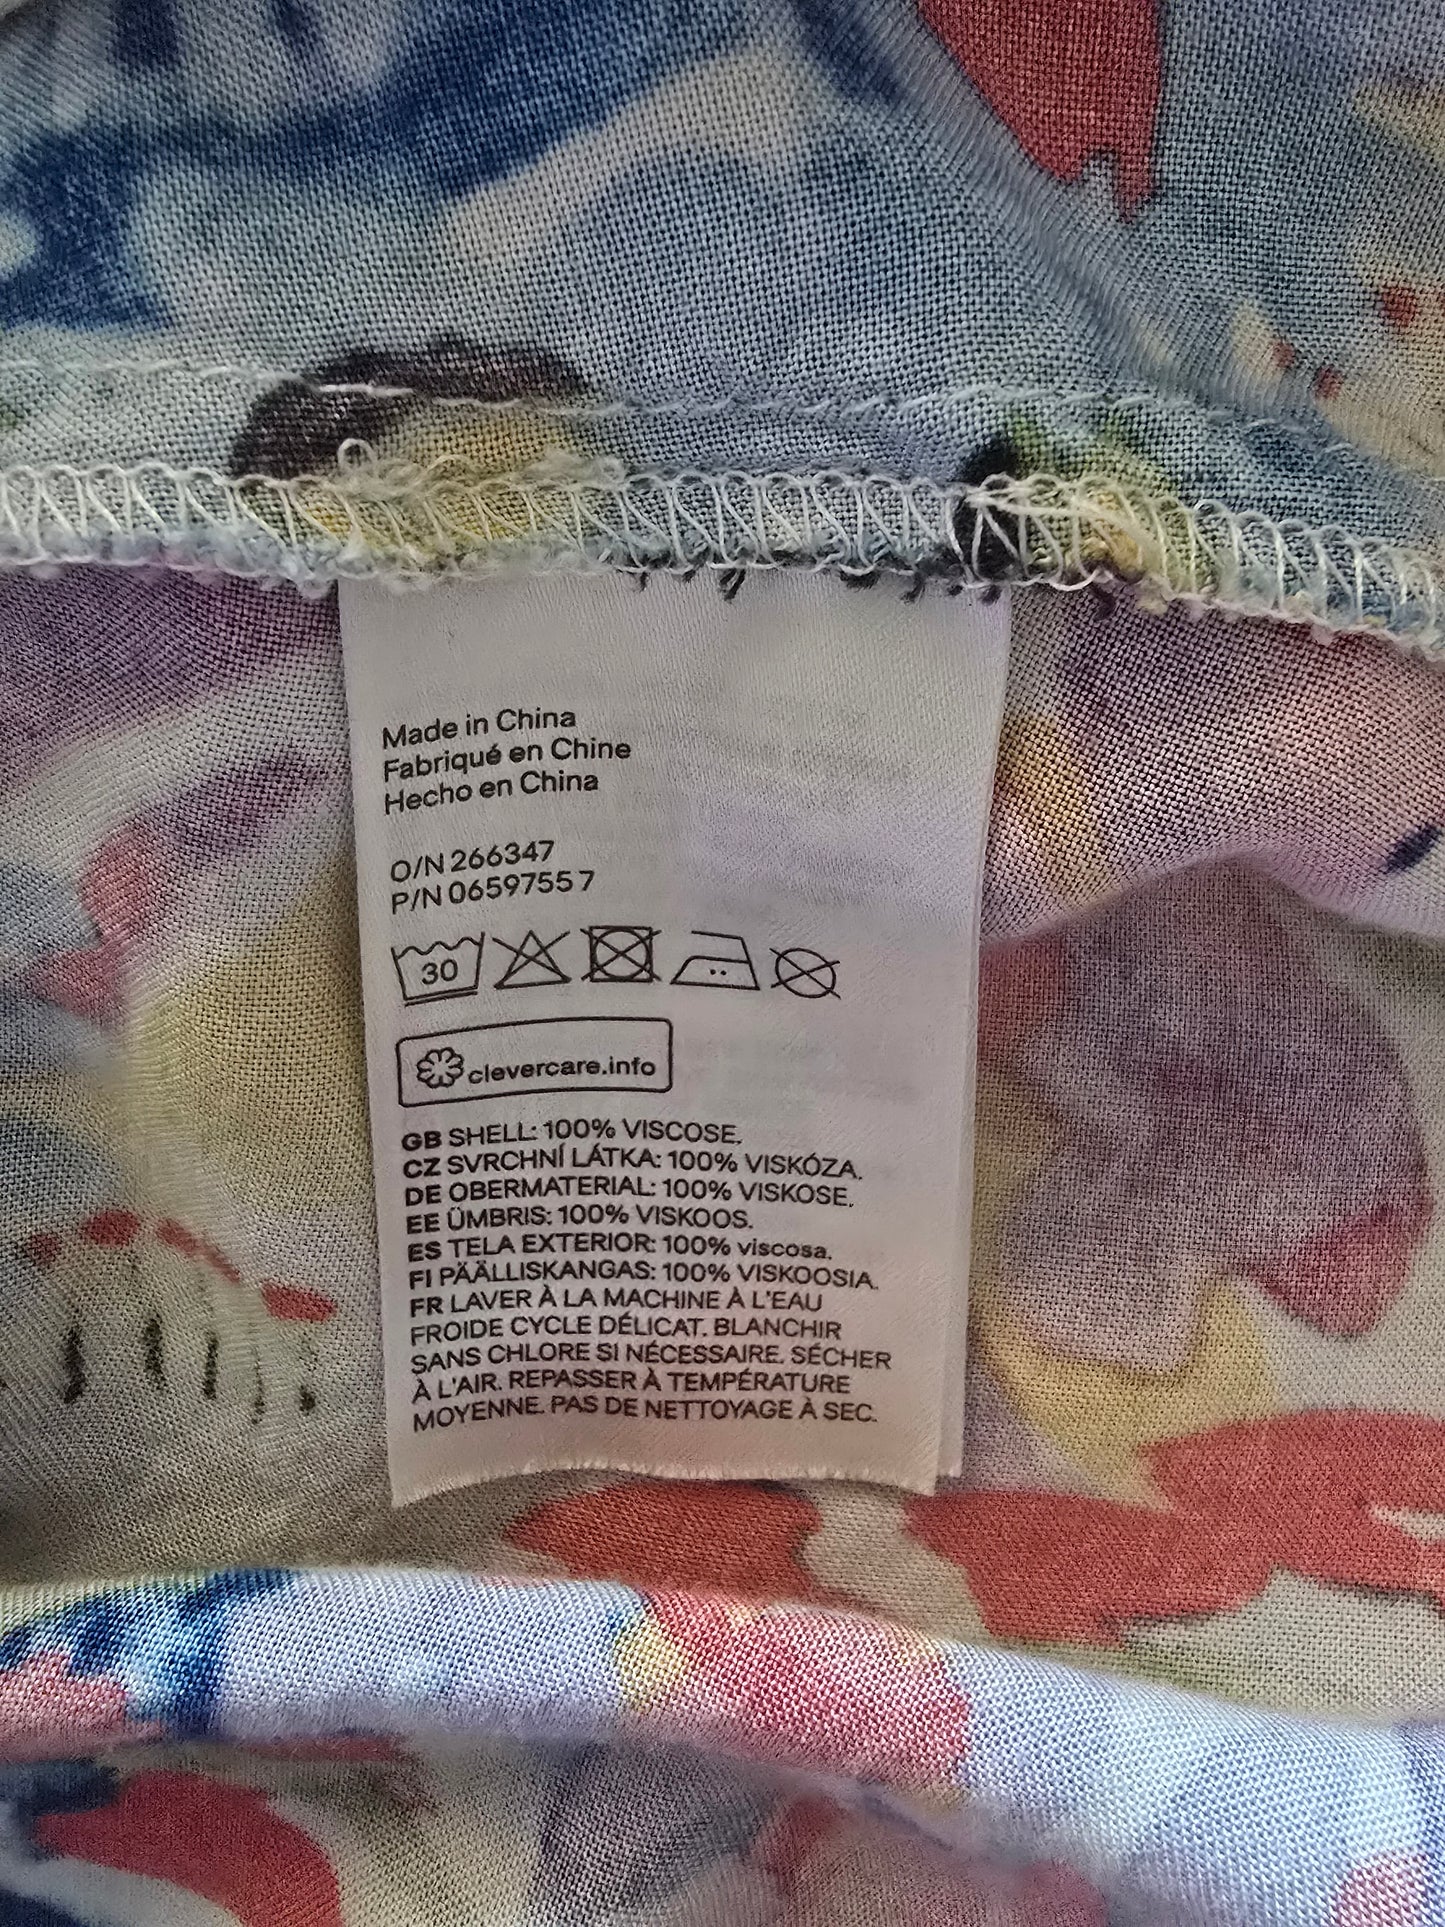 Made in China
Fabriqué en Chine
Hecho en China
O/N 266347
P/N 06597557
30
clevercare.info
GB SHELL: 100% VISCOSE.
CZ SVRCHNÍ LÁTKA: 100% VISKÓZA.
DE OBERMATERIAL: 100% VISKOSE.
EE ÜMBRIS: 100% VISKOOS.
ES TELA EXTERIOR: 100% viscosa.
FI PÄÄLLISKANGAS: 100% VISKOOSIA.
FR LAVER À LA MACHINE À L'EAU
FROIDE CYCLE DÉLICAT. BLANCHIR
SANS CHLORE SI NÉCESSAIRE. SÉCHER
À L'AIR. REPASSER À TEMPÉRATURE
MOYENNE. PAS DE NETTOYAGE À SEC.